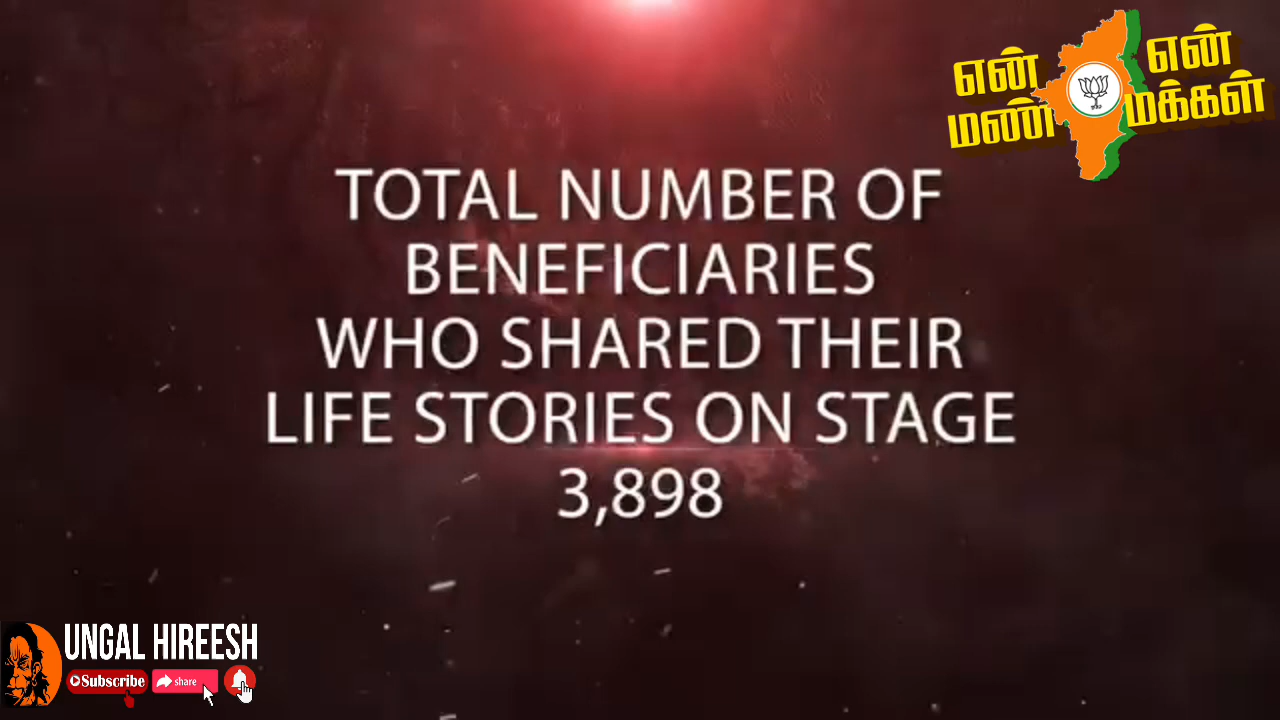 என் என்
மண் மக்கள்
TOTAL NUMBER OF
BENEFICIARIES
WHO SHARED THEIR
LIFE STORIES ON STAGE
3,898
UNGAL HIREESH
Subscribe share